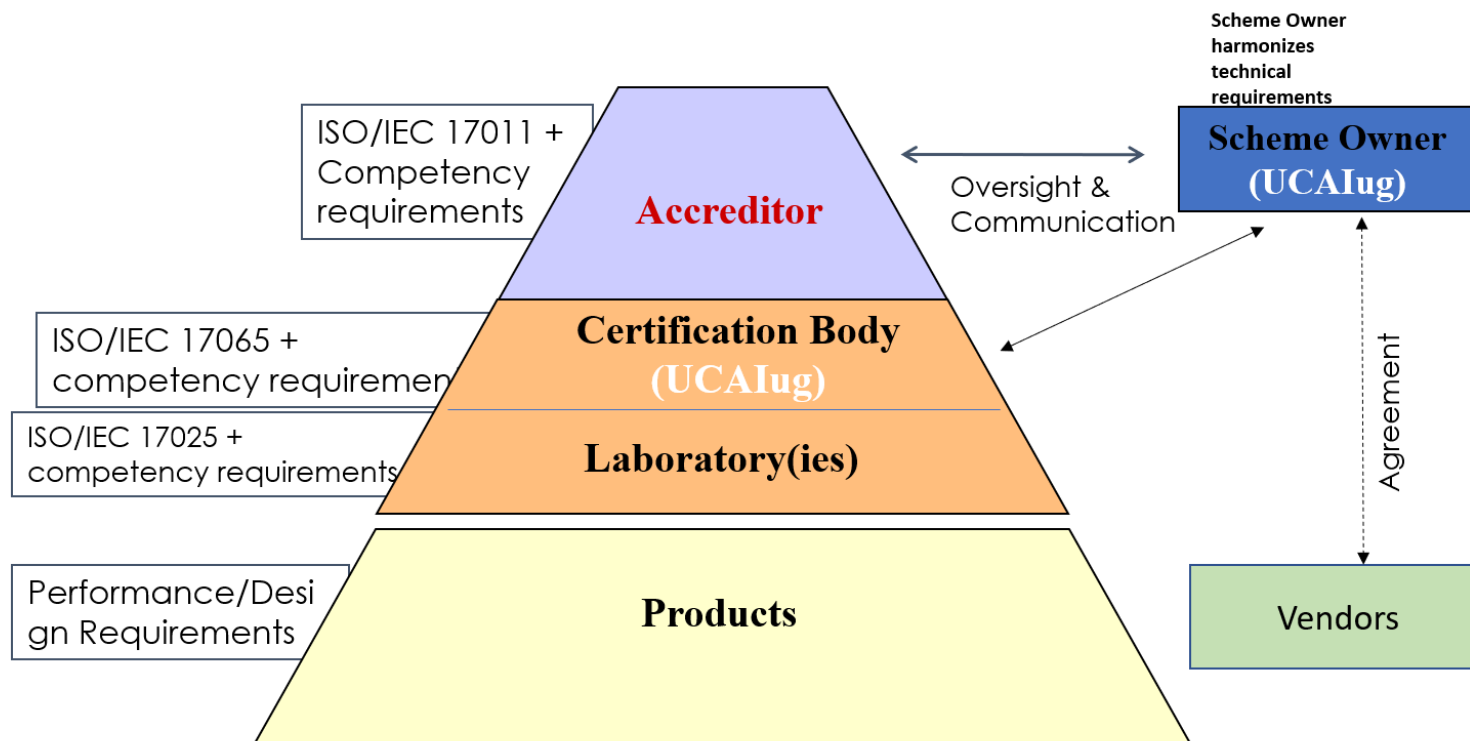 Scheme Owner
harmonizes
technical
requirements
Scheme Owner
(UCAIug)
ISO/IEC 17011 +
Competency
requirements
Accreditor
Oversight &
Communication
ISO/IEC 17065 +
competency requirement
Certification Body
(UCAIug)
ISO/IEC 17025 +
competency requirements
Laboratory(ies)
Agreement
Performance/Desi
gn Requirements
Products
Vendors